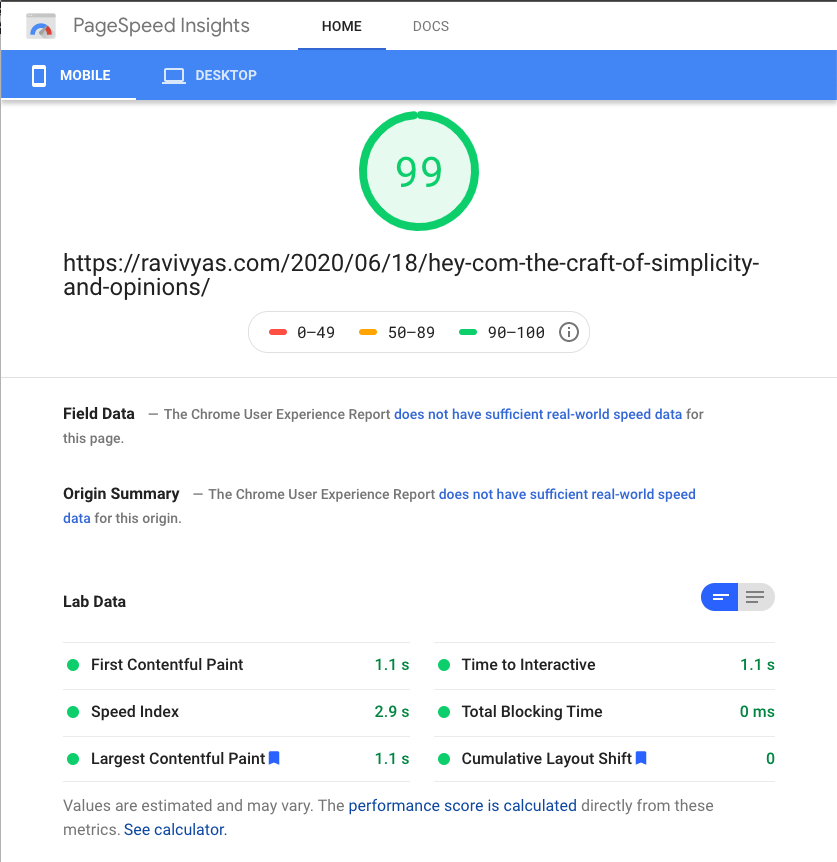 PageSpeed Insights HOME DOCS
MOBILE DESKTOP
99
https://ravivyas.com/2020/06/18/hey-com-the-craft-of-simplicity-
and-opinions/
0–49 50–89 90–100
Field Data — The Chrome User Experience Report does not have sufficient real-world speed data for
this page.
Origin Summary — The Chrome User Experience Report does not have sufficient real-world speed
data for this origin.
Lab Data
First Contentful Paint 1.1 s
Time to Interactive 1.1 s
Speed Index 2.9 s
Total Blocking Time 0 ms
Largest Contentful Paint 1.1 s
Cumulative Layout Shift 0
Values are estimated and may vary. The performance score is calculated directly from these
metrics. See calculator.